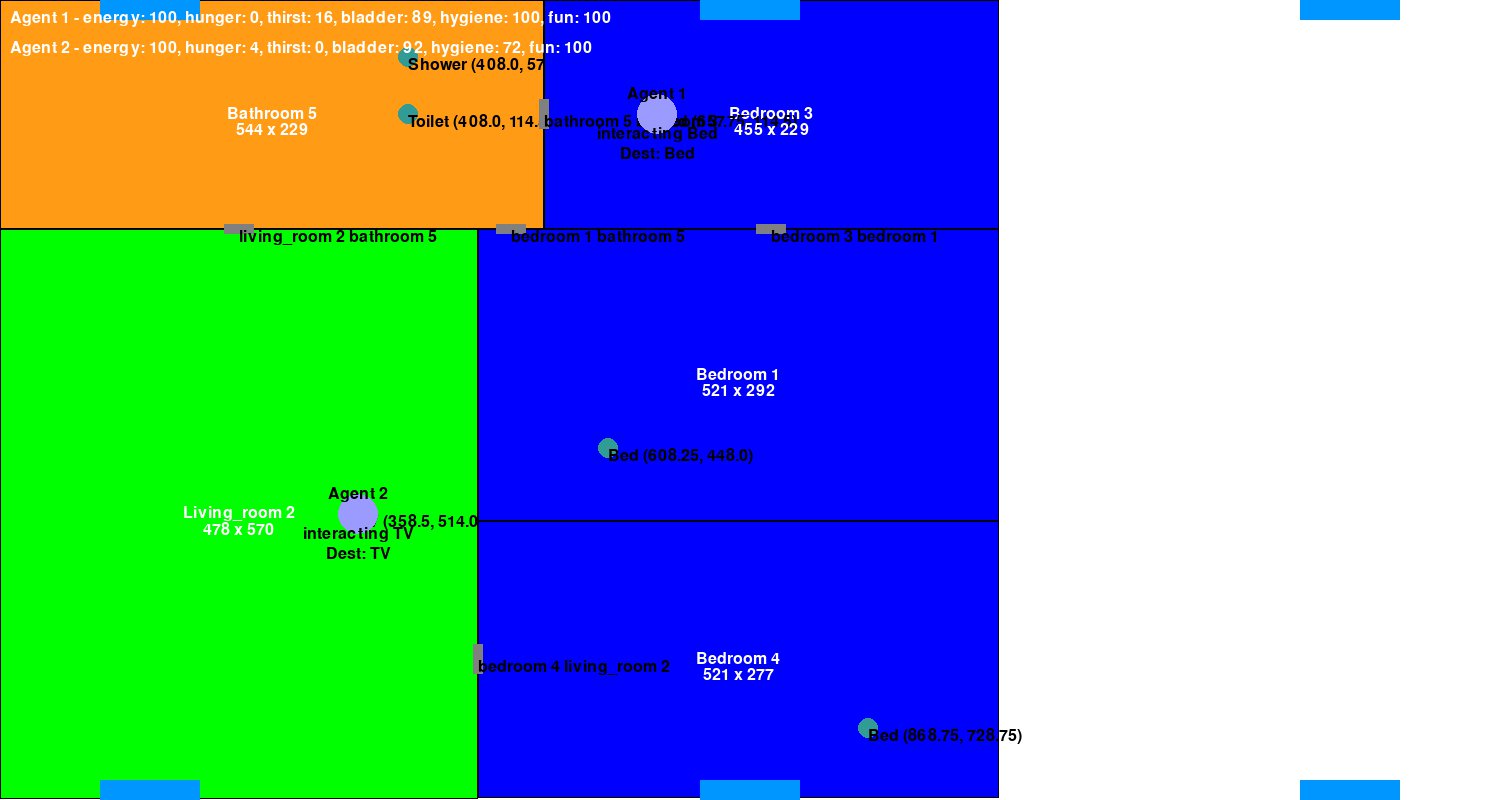 Agent 1 - energy: 100, hunger: 0, thirst: 16, bladder: 89, hygiene: 100, fun: 100
Agent 2 - energy: 100, hunger: 4, thirst: 0, bladder: 92, hygiene: 72, fun: 100
Shower (408.0, 57
Agent 1
Bathroom 5
544 x 229
Bedroom 3
455 x 229
Toilet (408.0, 114.
bathroom 5
interacting Bed
Dest: Bed
living_room 2 bathroom 5
bedroom 1 bathroom 5
bedroom 3 bedroom 1
Bedroom 1
521 x 292
Bed (608.25, 448.0)
Agent 2
Living_room 2
478 x 570
(358.5, 514.0
interacting TV
Dest: TV
Bedroom 4
521 x 277
bedroom 4 living_room 2
Bed (868.75, 728.75)